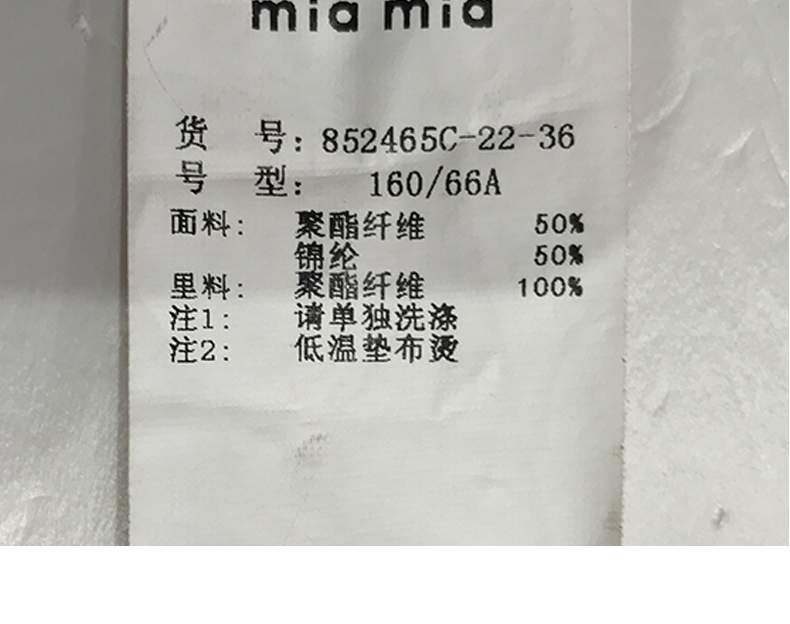 mia mia
货 号: 852465C-22-36
号 型: 160/66A
面料: 聚酯纤维 50%
锦纶 50%
里料: 聚酯纤维 100%
注1: 请单独洗涤
注2: 低温垫布烫